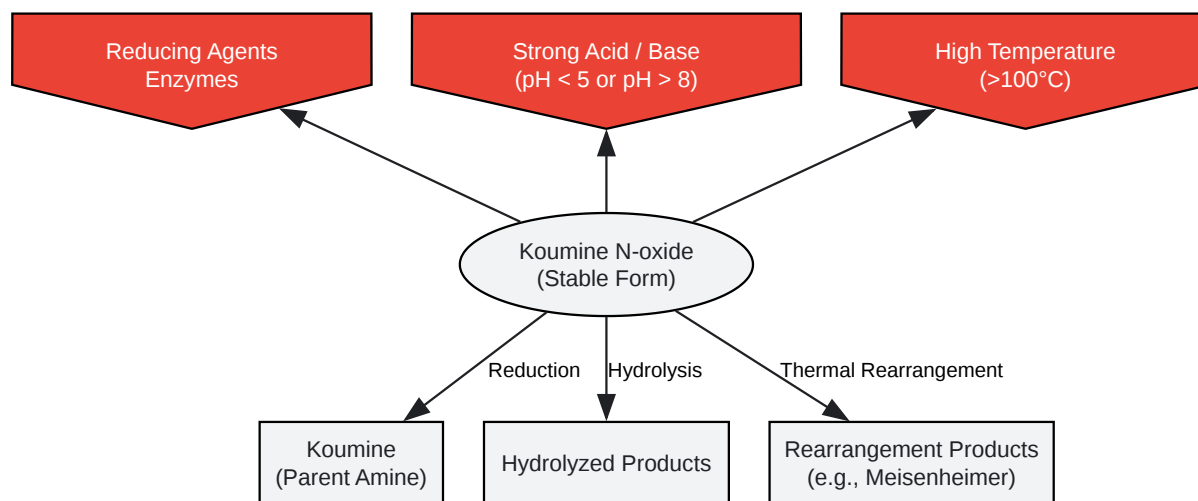 Reducing Agents
Enzymes
Strong Acid / Base
(pH < 5 or pH > 8)
High Temperature
(>100°C)
Koumine N-oxide
(Stable Form)
Reduction
Hydrolysis
Thermal Rearrangement
Koumine
(Parent Amine)
Hydrolyzed Products
Rearrangement Products
(e.g., Meisenheimer)